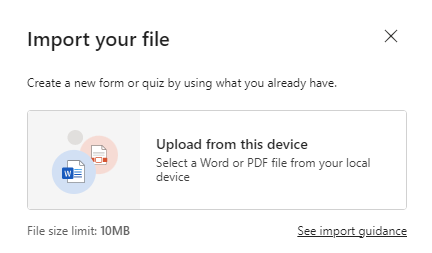 Import your file
Create a new form or quiz by using what you already have.
Upload from this device
Select a Word or PDF file from your local
device
W
File size limit: 10MB
See import guidance